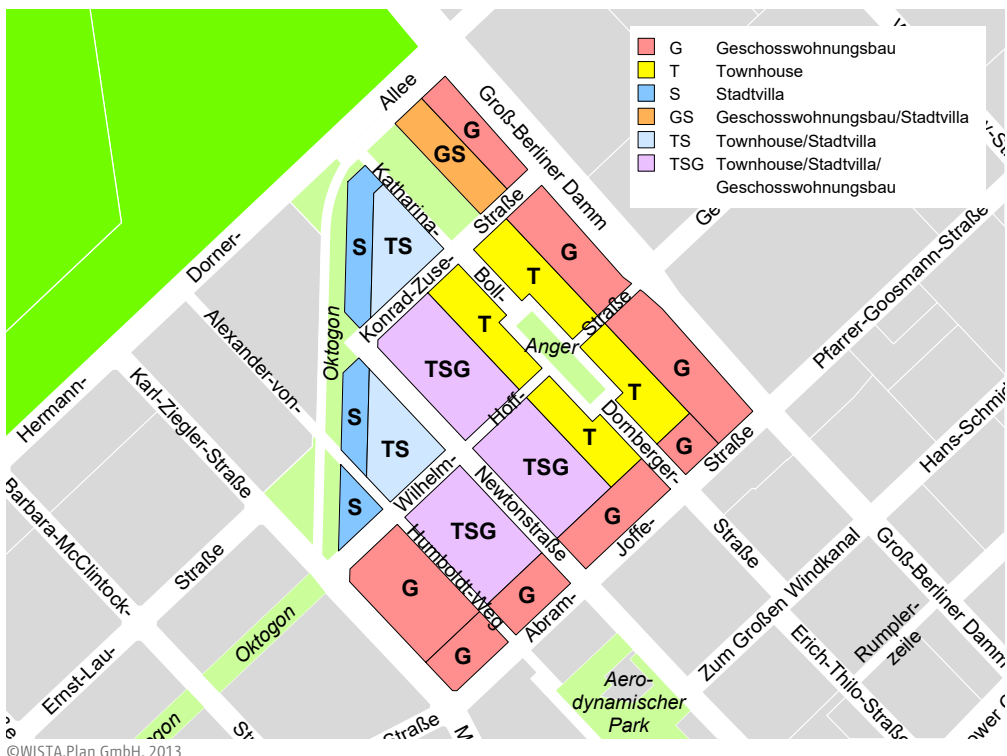 G Geschosswohnungsbau
T Townhouse
S Stadtvilla
GS Geschosswohnungsbau/Stadtvilla
TS Townhouse/Stadtvilla
TSG Townhouse/Stadtvilla/
Geschosswohnungsbau
Allee
Groß-Berliner Damm
G
GS
Katharina-
Straße
Dorner-
S
TS
G
T
Boll-
Konrad-Zuse-
Straße
Pfarrer-Goosmann-Straße
Alexander-von-
Oktogon
T
Anger
TSG
G
T
Hermann-
Karl-Ziegler-Straße
Hoff-
Dornberger-
S
TS
T
G
Straße
Hans-Schmid
Wilhelm-
TSG
Newtonstraße
Barbara-McClintock-
S
G
Joffe-
Straße
TSG
Straße
Humboldt-Weg
G
G
Abram-
Zum Großen Windkanal
Groß-Berliner Damm
Oktogon
G
Rumpler-
zeile
Erich-Thilo-Straße
Ernst-Lau-
Aero-
dynamischer
Park
Straße
©WISTA.Plan GmbH, 2013